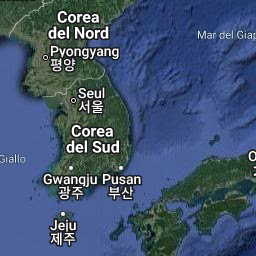 Corea
del Nord
Pyongyang
평양
Mar del Giap
Seul
서울
Corea
del Sud
Giallo
Gwangju
광주
Pusan
부산
O
Jeju
제주